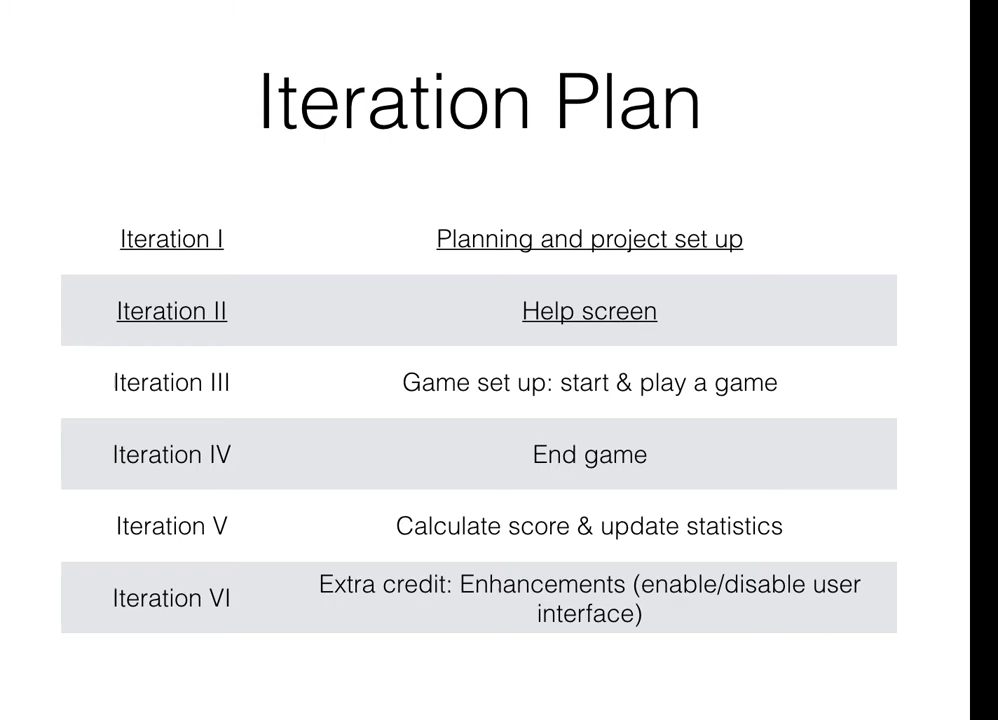 Iteration Plan
Iteration I Planning and project set up
Iteration II Help screen
Iteration III Game set up: start & play a game
Iteration IV End game
Iteration V Calculate score & update statistics
Iteration VI Extra credit: Enhancements (enable/disable user
interface)